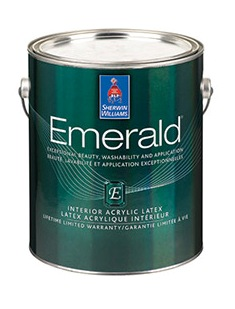 SHERWIN
WILLIAMS
Emerald
EXCEPTIONAL BEAUTY, WASHABILITY AND APPLICATION
BEAUTÉ, LAVABILITÉ ET APPLICATION EXCEPTIONNELLES
E
INTERIOR ACRYLIC LATEX
LATEX ACRYLIQUE INTÉRIEUR
LIFETIME LIMITED WARRANTY/GARANTIE LIMITÉE À VIE